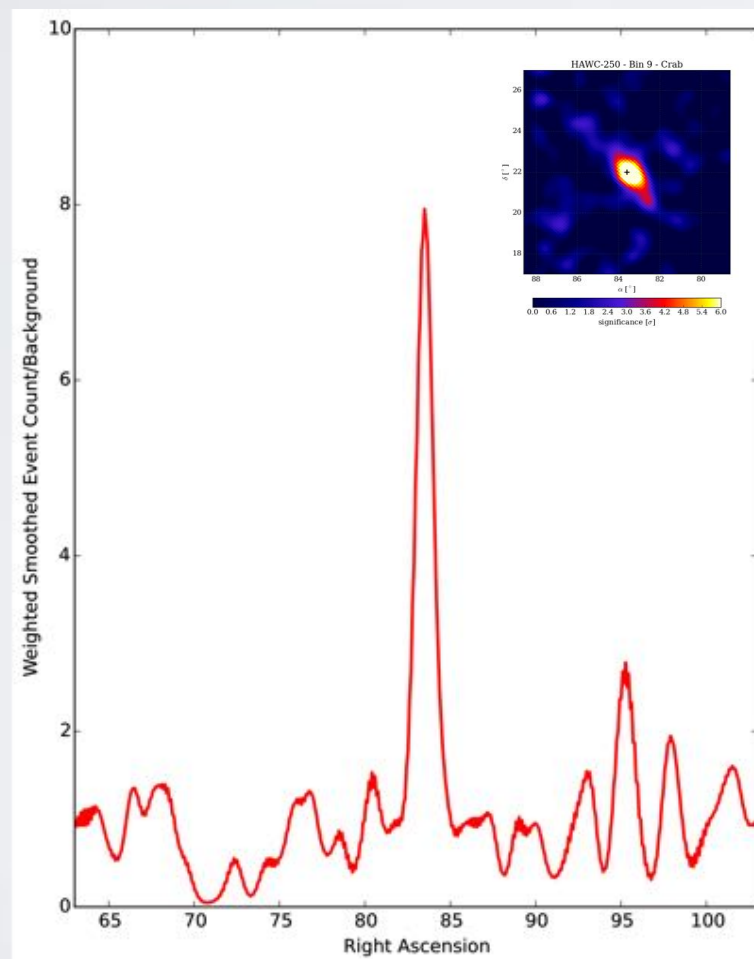 10
8
6
4
2
0
Weighted Smoothed Event Count/Background
65 70 75 80 85 90 95 100
Right Ascension
HAWC-250 - Bin 9 - Crab
26
24
22
20
18
δ [°]
88 86 84 82 80
α [°]
0.0 0.6 1.2 1.8 2.4 3.0 3.6 4.2 4.8 5.4 6.0
significance [σ]